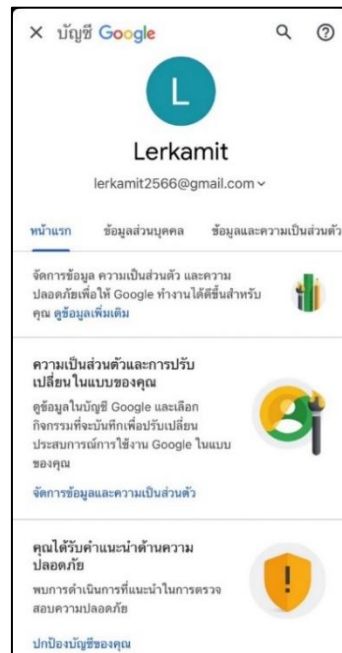 × บัญชี Google
L
Lerkamit
lerkamit2566@gmail.com
หน้าแรก ข้อมูลส่วนบุคคล ข้อมูลและความเป็นส่วนตัว
จัดการข้อมูล ความเป็นส่วนตัว และความ
ปลอดภัยเพื่อให้ Google ทำงานได้ดีขึ้นสำหรับ
คุณ ดูข้อมูลเพิ่มเติม
ความเป็นส่วนตัวและการปรับ
เปลี่ยนในแบบของคุณ
ดูข้อมูลในบัญชี Google และเลือก
กิจกรรมที่จะบันทึกเพื่อปรับเปลี่ยน
ประสบการณ์การใช้งาน Google ในแบบ
ของคุณ
จัดการข้อมูลและความเป็นส่วนตัว
คุณได้รับคำแนะนำด้านความ
ปลอดภัย
พบการดำเนินการที่แนะนำในการตรวจ
สอบความปลอดภัย
ปกป้องบัญชีของคุณ